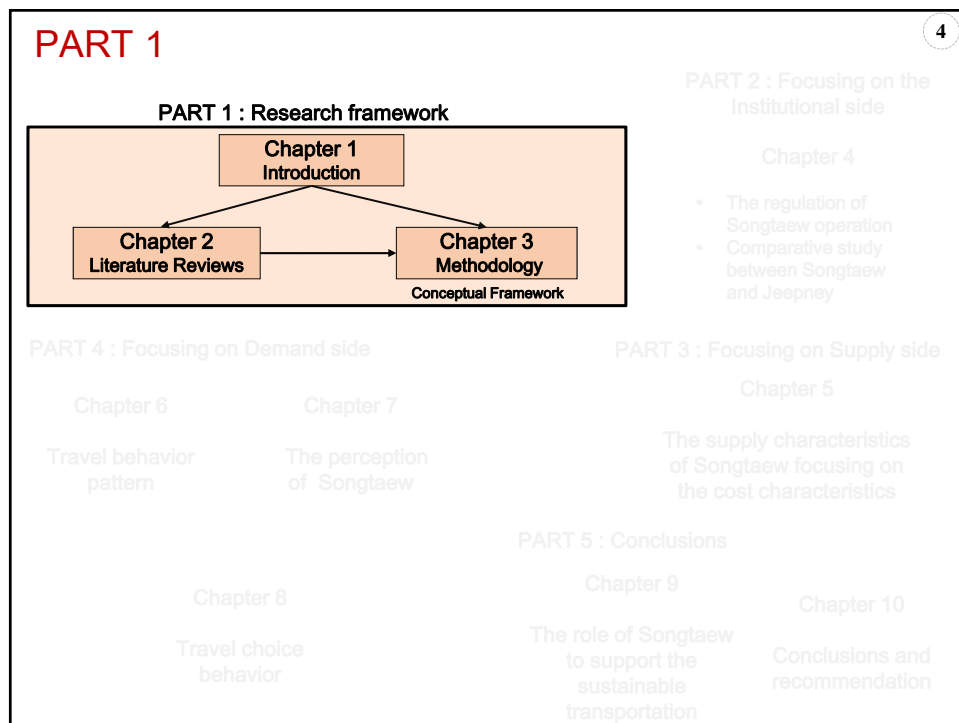 PART 1
4
PART 1 : Research framework
Chapter 1
Introduction
Chapter 2
Literature Reviews
Chapter 3
Methodology
Conceptual Framework
PART 2 : Focusing on the
Institutional side
Chapter 4
• The regulation of
Songtaew operation
• Comparative study
between Songtaew
and Jeepney
PART 4 : Focusing on Demand side
Chapter 6
Travel behavior
pattern
Chapter 7
The perception
of Songtaew
PART 3 : Focusing on Supply side
Chapter 5
The supply characteristics
of Songtaew focusing on
the cost characteristics
Chapter 8
Travel choice
behavior
PART 5 : Conclusions
Chapter 9
The role of Songtaew
to support the
sustainable
transportation
Chapter 10
Conclusions and
recommendation